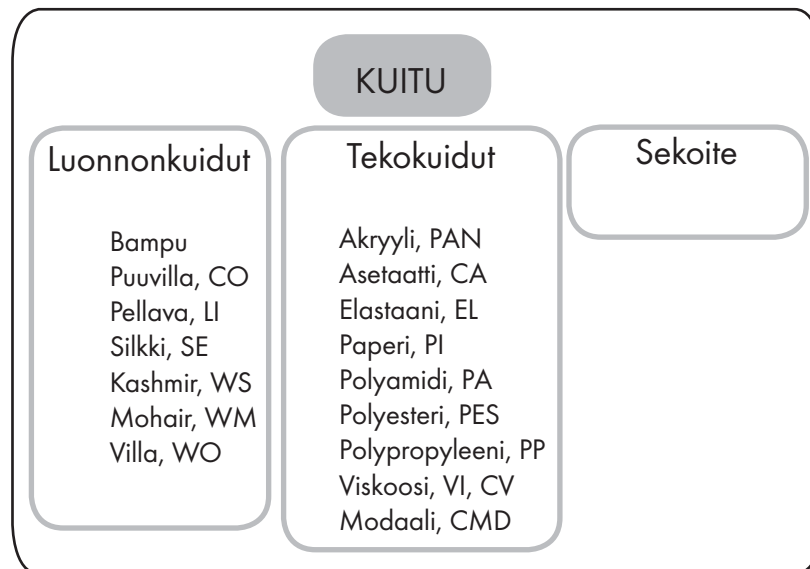 KUITU
Luonnonkuidut
Bampu
Puuvilla, CO
Pellava, LI
Silkki, SE
Kashmir, WS
Mohair, WM
Villa, WO
Tekokuidut
Akryyli, PAN
Asetaatti, CA
Elastaani, EL
Paperi, PI
Polyamidi, PA
Polyesteri, PES
Polypropyleeni, PP
Viskoosi, VI, CV
Modaali, CMD
Sekoite